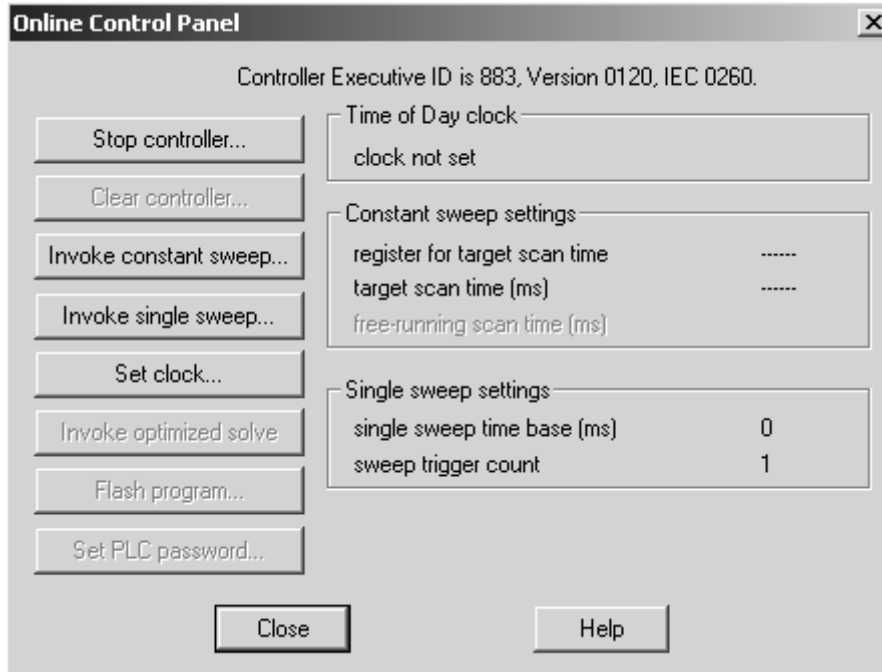 Online Control Panel
Controller Executive ID is 883, Version 0120, IEC 0260.
Stop controller...
Clear controller...
Invoke constant sweep...
Invoke single sweep...
Set clock...
Invoke optimized solve
Flash program...
Set PLC password...
Time of Day clock
clock not set
Constant sweep settings
register for target scan time ------
target scan time (ms) ------
free-running scan time (ms)
Single sweep settings
single sweep time base (ms) 0
sweep trigger count 1
Close Help